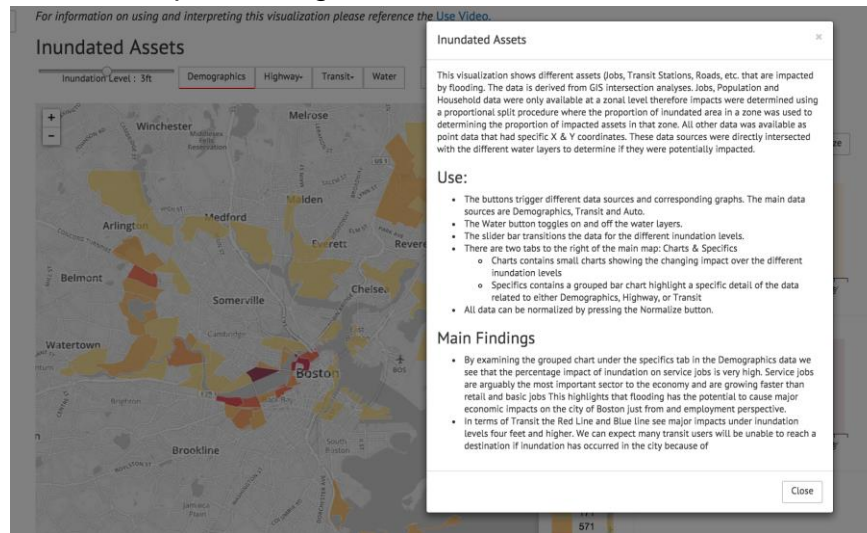 For information on using and interpreting this visualization please reference the Use Video.
Inundated Assets
Inundation Level : 3ft
Demographics
Highway
Transit
Water
+
−
Winchester
Middlesex
Fells
Reservation
Melrose
Malden
Arlington
Medford
Everett
Revere
Belmont
Somerville
Chelsea
Cambridge
Watertown
Boston
BOS
Back Bay
Brighton
South
Boston
Brookline
Jamaica
Plain
571
Inundated Assets
×
This visualization shows different assets (Jobs, Transit Stations, Roads, etc. that are impacted
by flooding. The data is derived from GIS intersection analyses. Jobs, Population and
Household data were only available at a zonal level therefore impacts were determined using
a proportional split procedure where the proportion of inundated area in a zone was used to
determining the proportion of impacted assets in that zone. All other data was available as
point data that had specific X & Y coordinates. These data sources were directly intersected
with the different water layers to determine if they were potentially impacted.
Use:
• The buttons trigger different data sources and corresponding graphs. The main data
sources are Demographics, Transit and Auto.
• The Water button toggles on and off the water layers.
• The slider bar transitions the data for the different inundation levels.
• There are two tabs to the right of the main map: Charts & Specifics
○ Charts contains small charts showing the changing impact over the different
inundation levels
○ Specifics contains a grouped bar chart highlight a specific detail of the data
related to either Demographics, Highway, or Transit
• All data can be normalized by pressing the Normalize button.
Main Findings
• By examining the grouped chart under the specifics tab in the Demographics data we
see that the percentage impact of inundation on service jobs is very high. Service jobs
are arguably the most important sector to the economy and are growing faster than
retail and basic jobs This highlights that flooding has the potential to cause major
economic impacts on the city of Boston just from and employment perspective.
• In terms of Transit the Red Line and Blue line see major impacts under inundation
levels four feet and higher. We can expect many transit users will be unable to reach a
destination if inundation has occurred in the city because of
Close